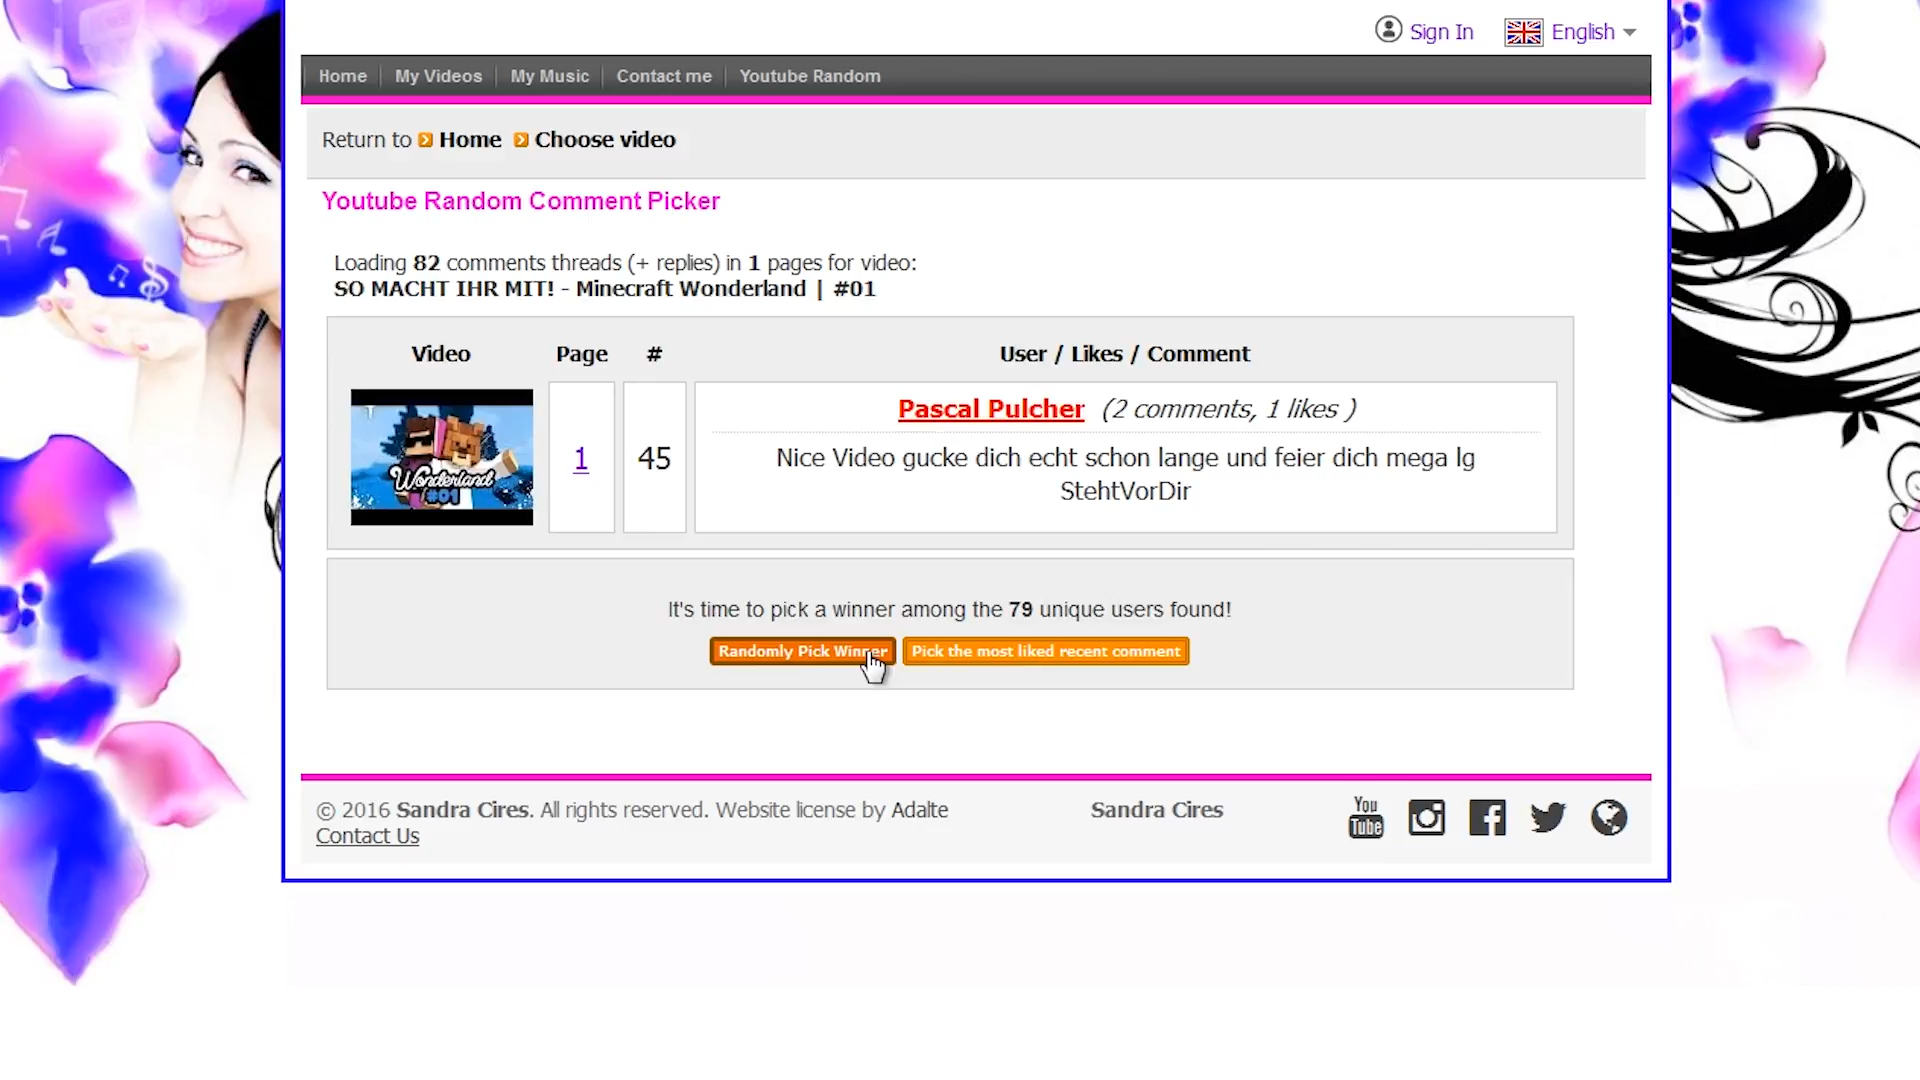 Sign In English
Home My Videos My Music Contact me Youtube Random
Return to Home Choose video
Youtube Random Comment Picker
Loading 82 comments threads (+ replies) in 1 pages for video:
SO MACHT IHR MIT! - Minecraft Wonderland | #01
Video Page # User / Likes / Comment
Wonderland
#01
1
45
Pascal Pulcher (2 comments, 1 likes )
Nice Video gucke dich echt schon lange und feier dich mega lg
StehtVorDir
It's time to pick a winner among the 79 unique users found!
Randomly Pick Winner Pick the most liked recent comment
© 2016 Sandra Cires. All rights reserved. Website license by Adalte
Contact Us
Sandra Cires
You
Tube